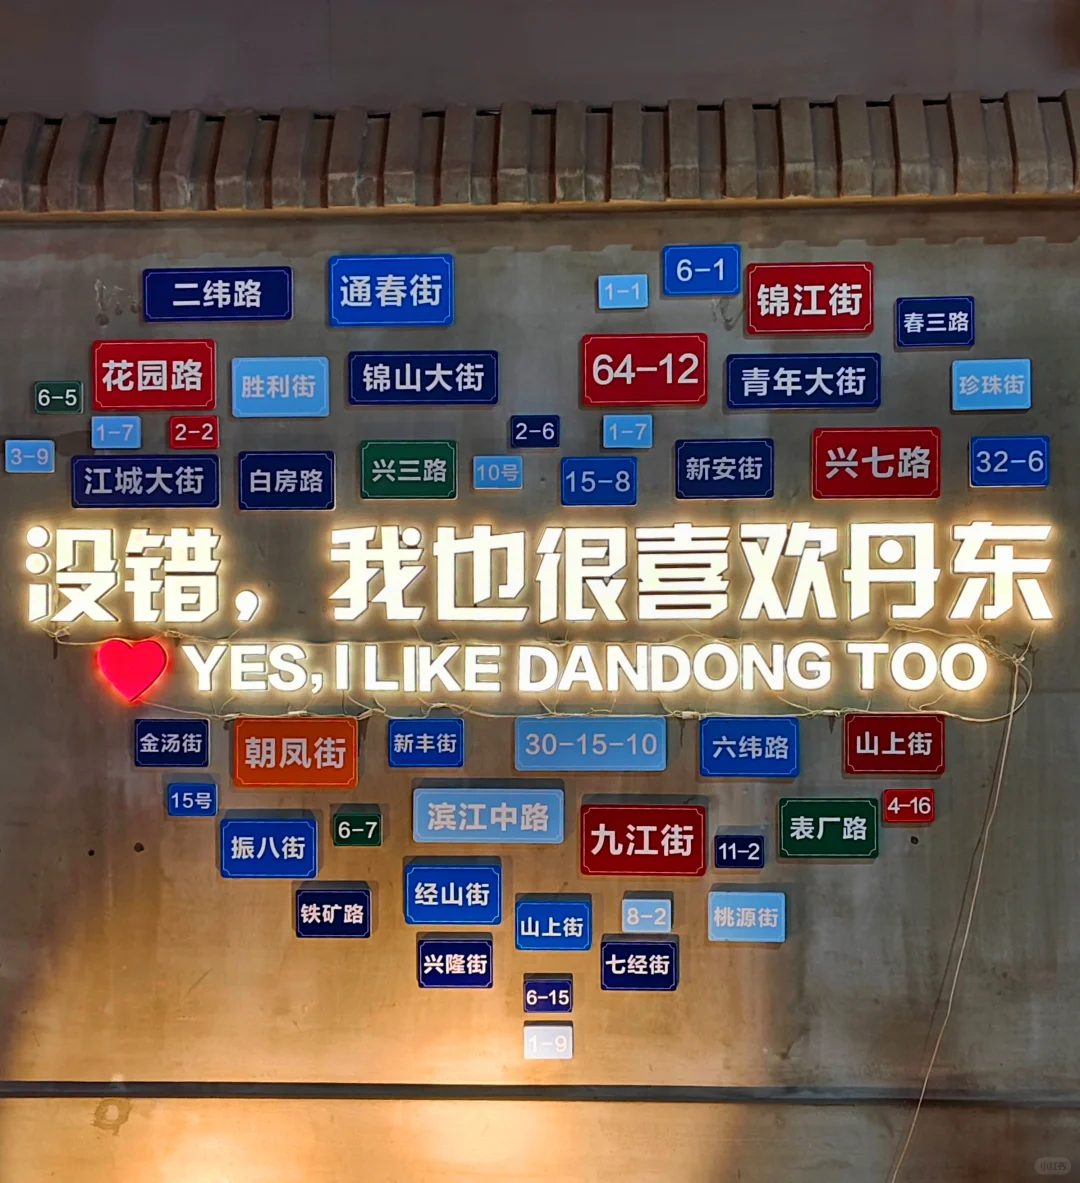 二纬路 通春街 1-1 6-1 锦江街 春三路
6-5 花园路 胜利街 锦山大街 64-12 青年大街 珍珠街
3-9 1-7 2-2 2-6 1-7
江城大街 白房路 兴三路 10号 15-8 新安街 兴七路 32-6
没错，我也很喜欢丹东
YES, I LIKE DANDONG TOO
金汤街 朝凤街 新丰街 30-15-10 六纬路 山上街
15号 振八街 6-7 滨江中路 九江街 11-2 表厂路 4-16
铁矿路 经山街 山上街 8-2 桃源街
兴隆街 七经街
6-15
1-9
小红书